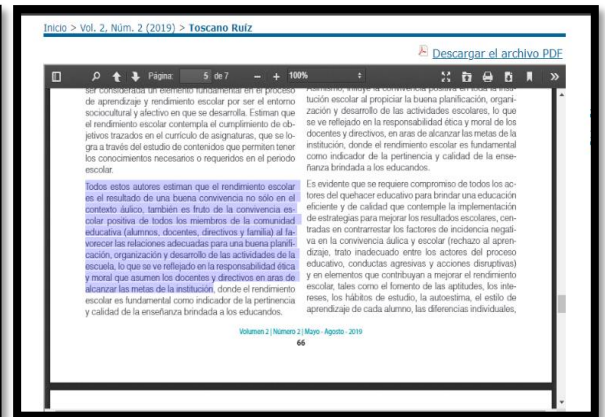 Inicio > Vol. 2, Núm. 2 (2019) > Toscano Ruíz
Descargar el archivo PDF
Página: 5 de 7 − + 100%
ser considerada un elemento fundamental en el proceso
de aprendizaje y rendimiento escolar por ser el entorno
sociocultural y afectivo en que se desarrolla. Estiman que
el rendimiento escolar contempla el cumplimiento de ob-
jetivos trazados en el currículo de asignaturas, que se lo-
gra a través del estudio de contenidos que permiten tener
los conocimientos necesarios o requeridos en el periodo
escolar.
Todos estos autores estiman que el rendimiento escolar
es el resultado de una buena convivencia no sólo en el
contexto áulico, también es fruto de la convivencia es-
colar positiva de todos los miembros de la comunidad
educativa (alumnos, docentes, directivos y familia) al fa-
vorecer las relaciones adecuadas para una buena planifi-
cación, organización y desarrollo de las actividades de la
escuela, lo que se ve reflejado en la responsabilidad ética
y moral que asumen los docentes y directivos en aras de
alcanzar las metas de la institución, donde el rendimiento
escolar es fundamental como indicador de la pertinencia
y calidad de la enseñanza brindada a los educandos.
Asimismo, influye la convivencia positiva en toda la insti-
tución escolar al propiciar la buena planificación, organi-
zación y desarrollo de las actividades escolares, lo que
se ve reflejado en la responsabilidad ética y moral de los
docentes y directivos, en aras de alcanzar las metas de la
institución, donde el rendimiento escolar es fundamental
como indicador de la pertinencia y calidad de la ense-
ñanza brindada a los educandos.
Es evidente que se requiere compromiso de todos los ac-
tores del quehacer educativo para brindar una educación
eficiente y de calidad que contemple la implementación
de estrategias para mejorar los resultados escolares, cen-
tradas en contrarrestar los factores de incidencia negati-
va en la convivencia áulica y escolar (rechazo al apren-
dizaje, trato inadecuado entre los actores del proceso
educativo, conductas agresivas y acciones disruptivas)
y en elementos que contribuyan a mejorar el rendimiento
escolar, tales como el fomento de las aptitudes, los inte-
reses, los hábitos de estudio, la autoestima, el estilo de
aprendizaje de cada alumno, las diferencias individuales,
Volumen 2 | Número 2 | Mayo - Agosto - 2019
66